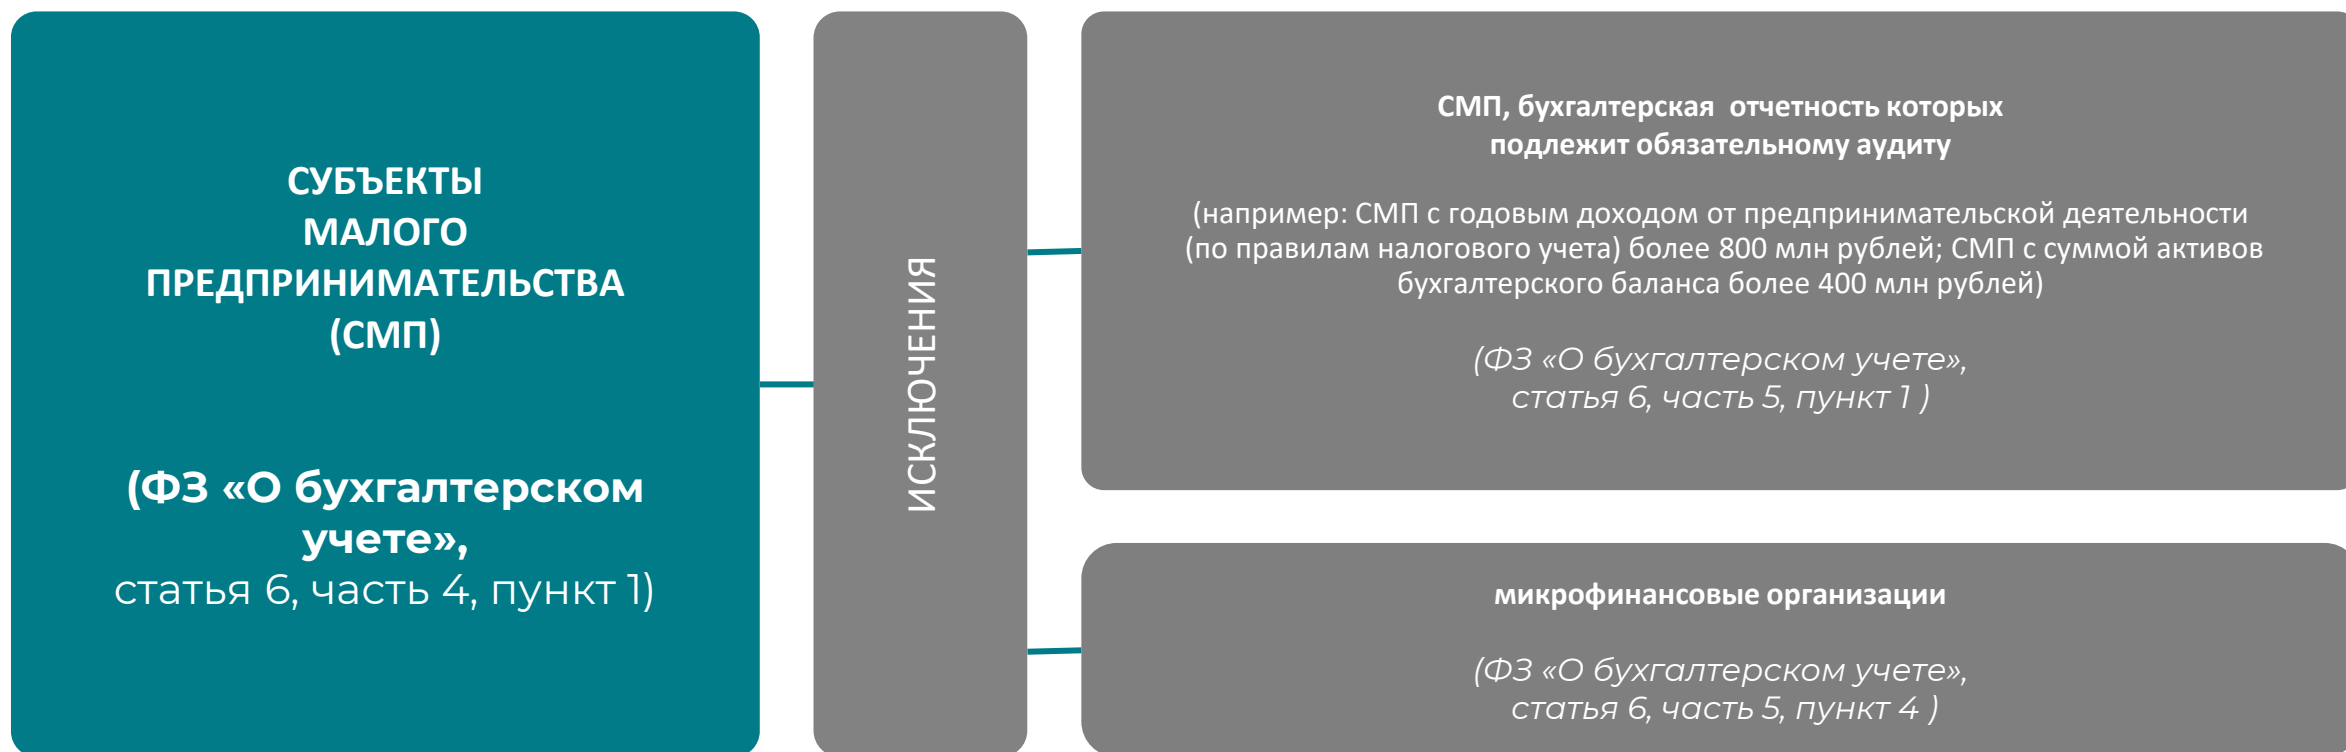 СУБЪЕКТЫ
МАЛОГО
ПРЕДПРИНИМАТЕЛЬСТВА
(СМП)
(ФЗ «О бухгалтерском
учете»,
статья 6, часть 4, пункт 1)
ИСКЛЮЧЕНИЯ
СМП, бухгалтерская отчетность которых
подлежит обязательному аудиту
(например: СМП с годовым доходом от предпринимательской деятельности
(по правилам налогового учета) более 800 млн рублей; СМП с суммой активов
бухгалтерского баланса более 400 млн рублей)
(ФЗ «О бухгалтерском учете»,
статья 6, часть 5, пункт 1 )
микрофинансовые организации
(ФЗ «О бухгалтерском учете»,
статья 6, часть 5, пункт 4 )